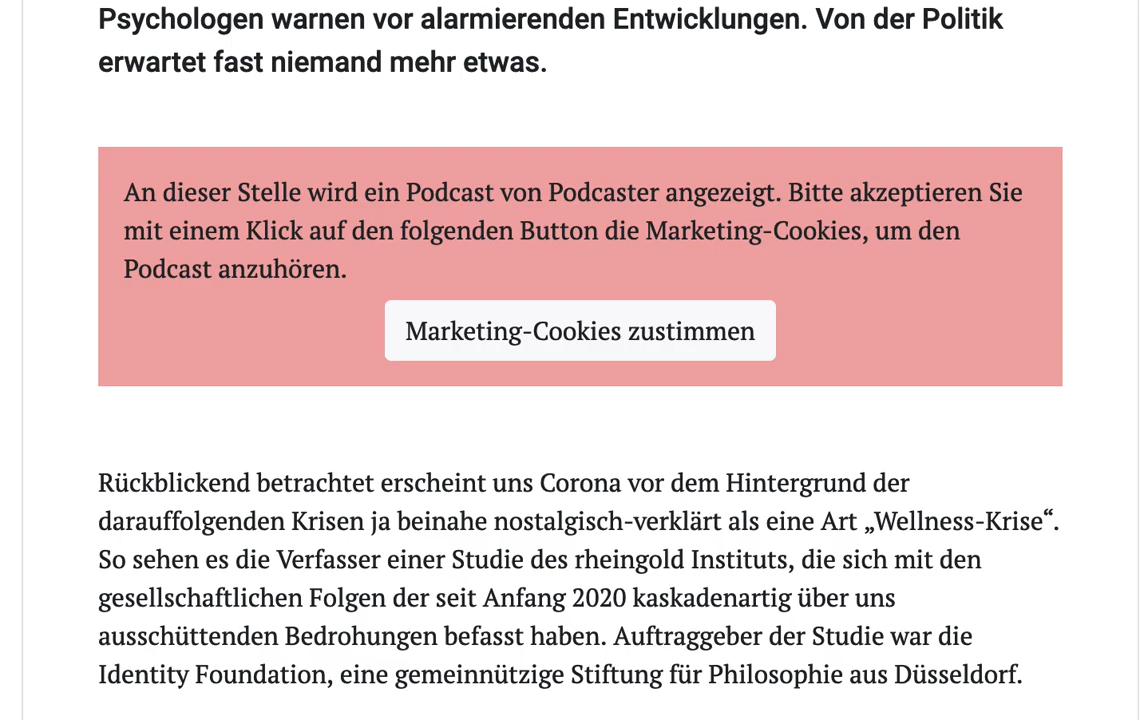 Psychologen warnen vor alarmierenden Entwicklungen. Von der Politik
erwartet fast niemand mehr etwas.
An dieser Stelle wird ein Podcast von Podcaster angezeigt. Bitte akzeptieren Sie
mit einem Klick auf den folgenden Button die Marketing-Cookies, um den
Podcast anzuhören.
Marketing-Cookies zustimmen
Rückblickend betrachtet erscheint uns Corona vor dem Hintergrund der
darauffolgenden Krisen ja beinahe nostalgisch-verklärt als eine Art „Wellness-Krise“.
So sehen es die Verfasser einer Studie des rheingold Instituts, die sich mit den
gesellschaftlichen Folgen der seit Anfang 2020 kaskadenartig über uns
ausschüttenden Bedrohungen befasst haben. Auftraggeber der Studie war die
Identity Foundation, eine gemeinnützige Stiftung für Philosophie aus Düsseldorf.